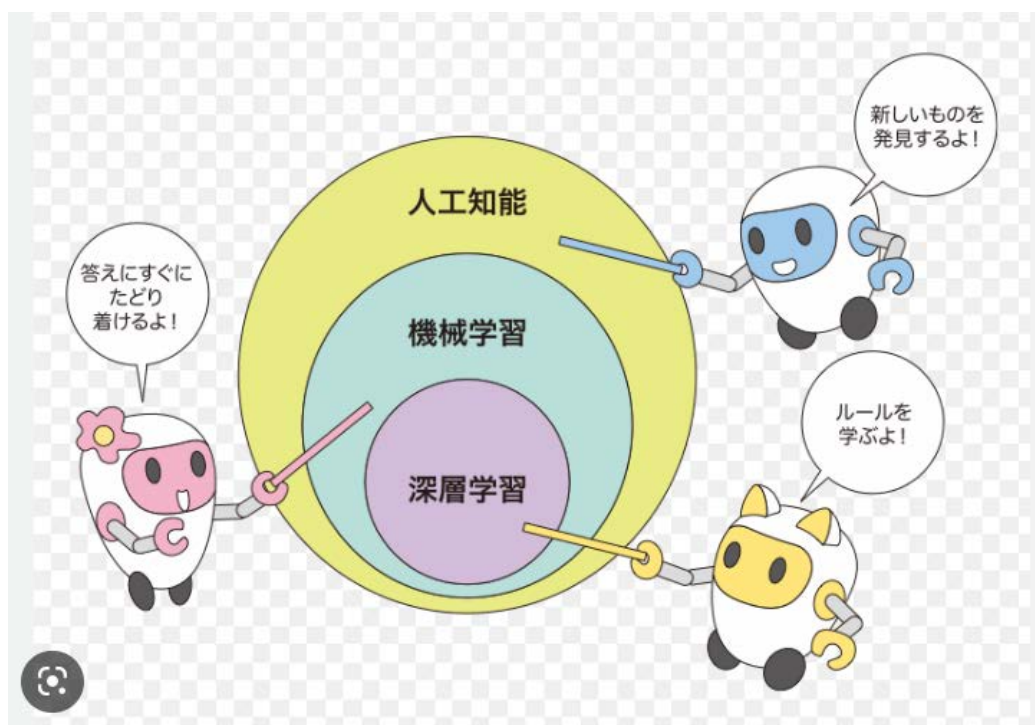 新しいものを
発見するよ！
人工知能
答えにすぐに
たどり
着けるよ！
機械学習
ルールを
学ぶよ！
深層学習